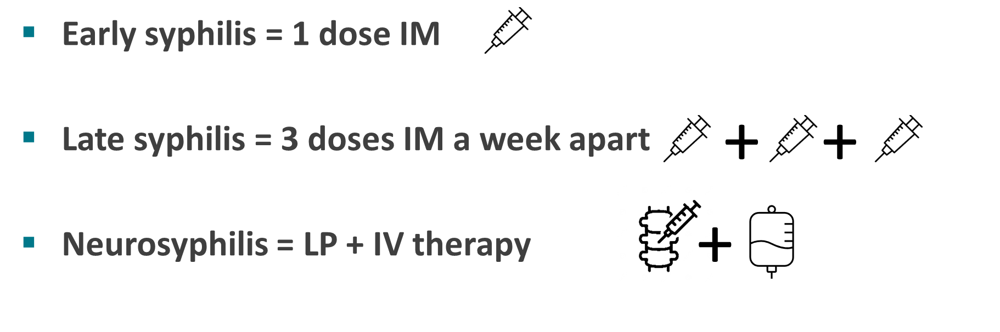 Early syphilis = 1 dose IM
Late syphilis = 3 doses IM a week apart
Neurosyphilis = LP + IV therapy